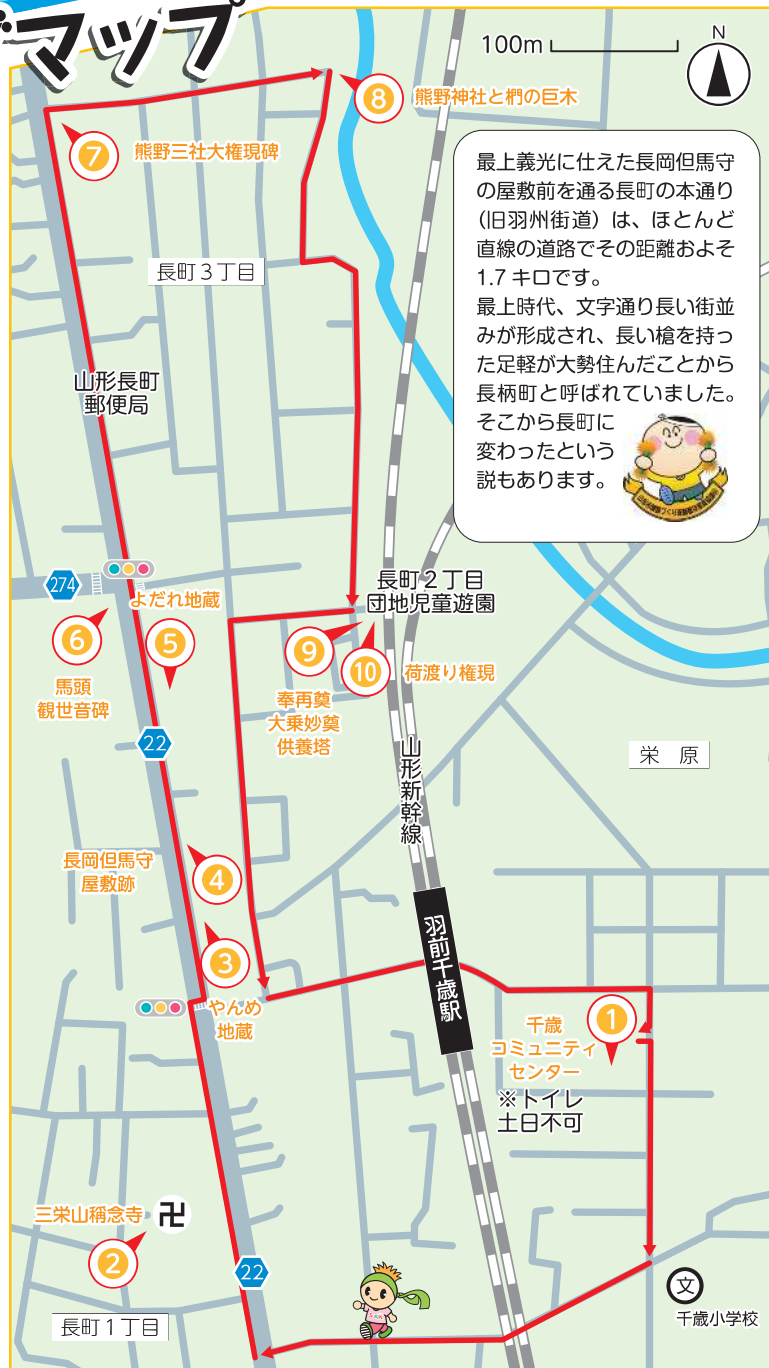 マップ
100m
N
⑧
熊野神社と椚の巨木
⑦
熊野三社大権現碑
最上義光に仕えた長岡但馬守
の屋敷前を通る長町の本通り
(旧羽州街道) は、ほとんど
直線の道路でその距離およそ
1.7 キロです。
最上時代、文字通り長い街並
みが形成され、長い槍を持っ
た足軽が大勢住んだことから
長柄町と呼ばれていました。
そこから長町に
変わったという
説もあります。
長町3丁目
山形長町
郵便局
274
よだれ地蔵
⑤
⑥
馬頭
観世音碑
長町2丁目
団地児童遊園
⑨
⑩
荷渡り権現
奉再奠
大乗妙奠
供養塔
22
山形新幹線
栄原
長岡但馬守
屋敷跡
④
③
やんめ
地蔵
羽前千歳駅
①
千歳
コミュニティ
センター
※トイレ
土日不可
三栄山稱念寺
卍
②
22
長町1丁目
文
千歳小学校